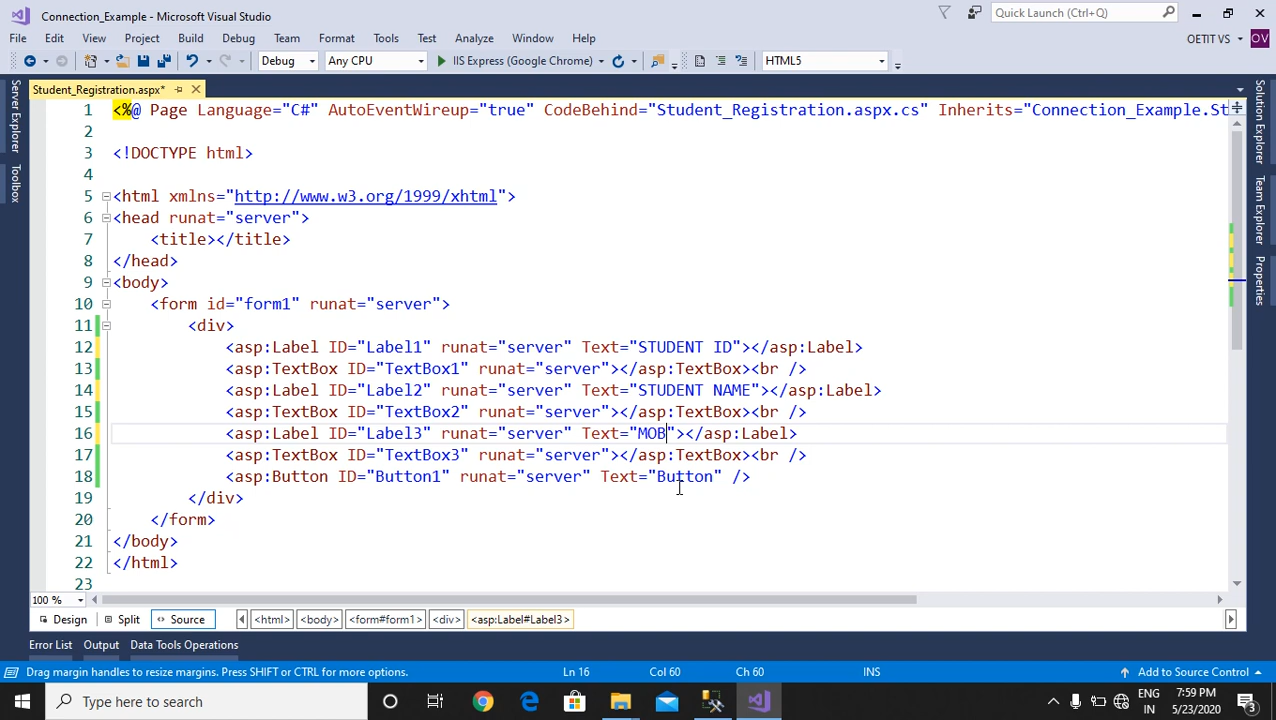 Connection_Example - Microsoft Visual Studio
Quick Launch (Ctrl+Q)
File Edit View Project Build Debug Team Format Tools Test Analyze Window Help
OETIT VS OV
Debug Any CPU IIS Express (Google Chrome) HTML5
Server Explorer
Toolbox
Solution Explorer
Team Explorer
Properties
Student_Registration.aspx*
1 <%@ Page Language="C#" AutoEventWireup="true" CodeBehind="Student_Registration.aspx.cs" Inherits="Connection_Example.St
2
3 <!DOCTYPE html>
4
5 <html xmlns="http://www.w3.org/1999/xhtml">
6 <head runat="server">
7 <title></title>
8 </head>
9 <body>
10 <form id="form1" runat="server">
11 <div>
12 <asp:Label ID="Label1" runat="server" Text="STUDENT ID"></asp:Label>
13 <asp:TextBox ID="TextBox1" runat="server"></asp:TextBox><br />
14 <asp:Label ID="Label2" runat="server" Text="STUDENT NAME"></asp:Label>
15 <asp:TextBox ID="TextBox2" runat="server"></asp:TextBox><br />
16 <asp:Label ID="Label3" runat="server" Text="MOB"></asp:Label>
17 <asp:TextBox ID="TextBox3" runat="server"></asp:TextBox><br />
18 <asp:Button ID="Button1" runat="server" Text="Button" />
19 </div>
20 </form>
21 </body>
22 </html>
23
100 %
Design Split Source <html> <body> <form#form1> <div> <asp:Label#Label3>
Error List Output Data Tools Operations
Drag margin handles to resize margins. Press SHIFT or CTRL for more options. Ln 16 Col 60 Ch 60 INS Add to Source Control
Type here to search
ENG
IN
7:59 PM
5/23/2020
3